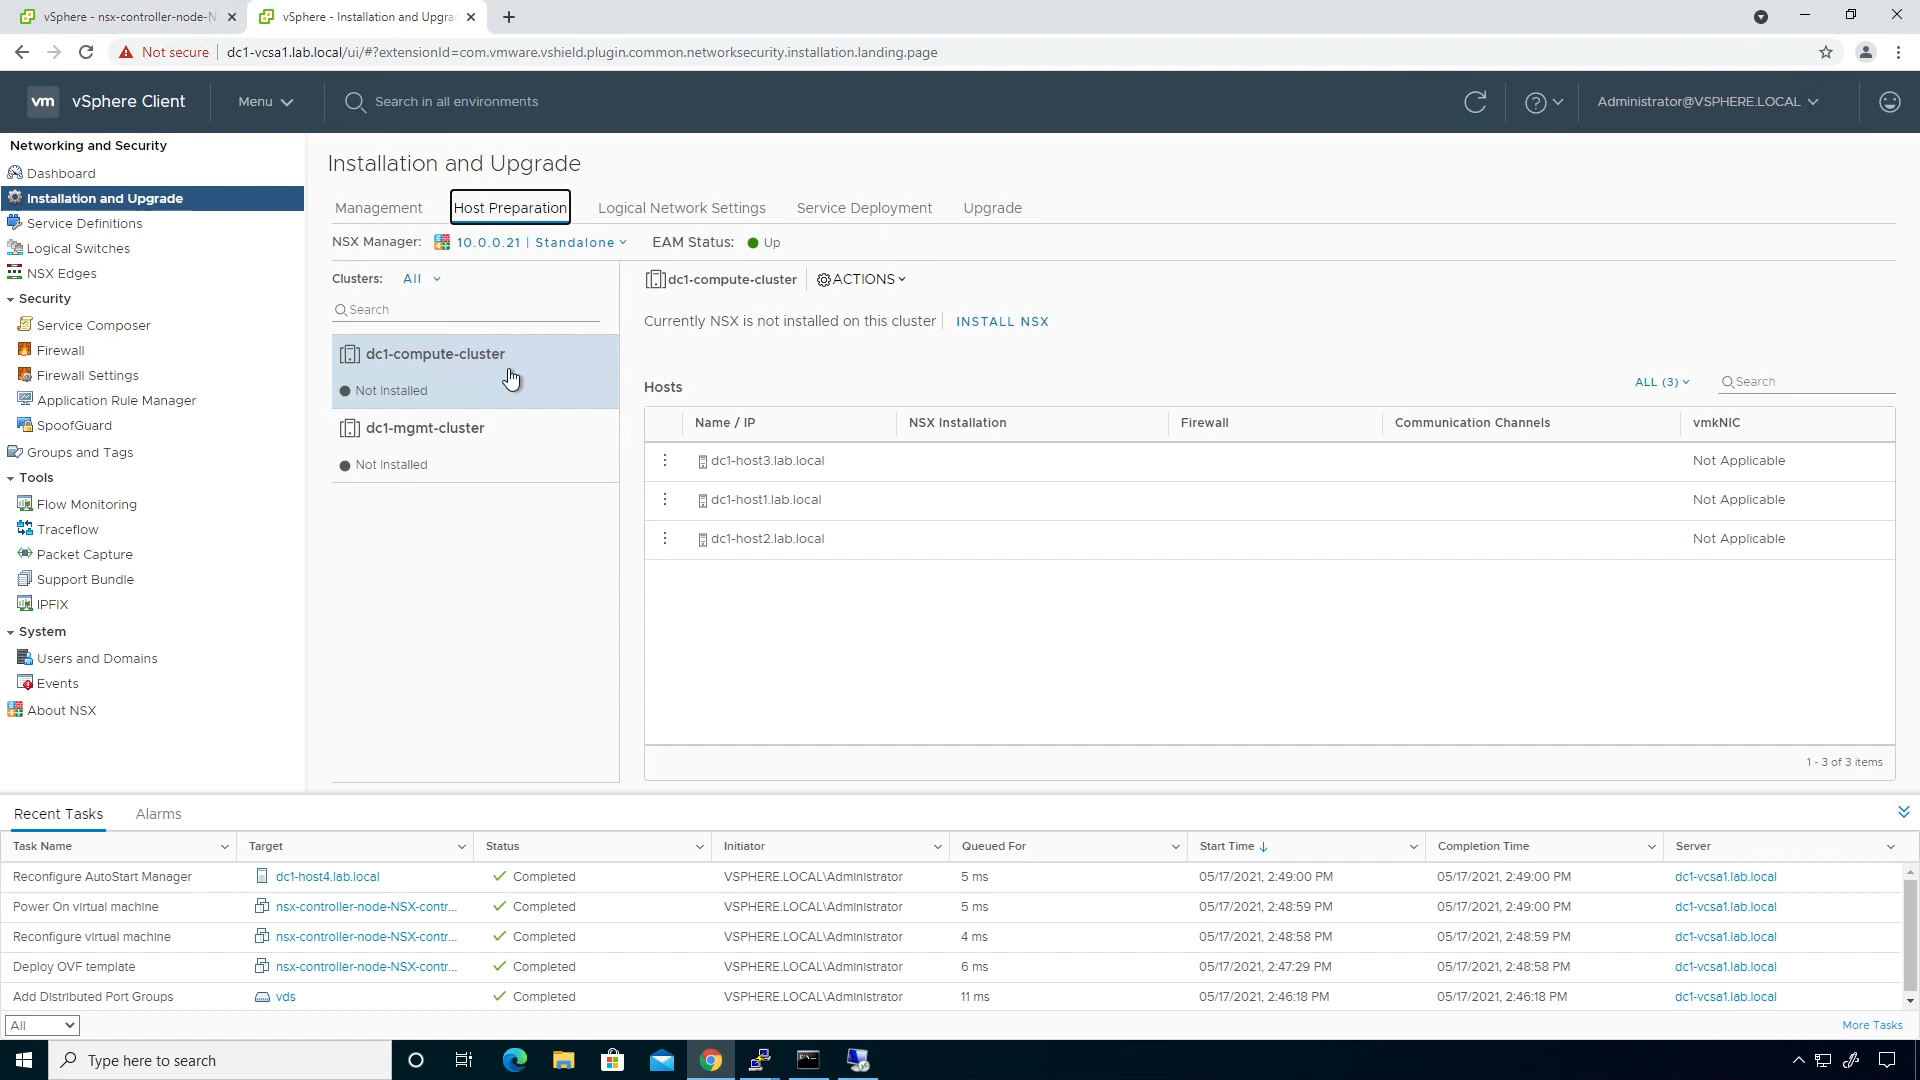 vSphere - nsx-controller-node-N
vSphere - Installation and Upgra
Not secure
dc1-vcsa1.lab.local/ui/#?extensionId=com.vmware.vshield.plugin.common.networksecurity.installation.landing.page
vm
vSphere Client
Menu
Search in all environments
Administrator@VSPHERE.LOCAL
Networking and Security
Dashboard
Installation and Upgrade
Service Definitions
Logical Switches
NSX Edges
Security
Service Composer
Firewall
Firewall Settings
Application Rule Manager
SpoofGuard
Groups and Tags
Tools
Flow Monitoring
Traceflow
Packet Capture
Support Bundle
IPFIX
System
Users and Domains
Events
About NSX
Installation and Upgrade
Management
Host Preparation
Logical Network Settings
Service Deployment
Upgrade
NSX Manager: 10.0.0.21 | Standalone
EAM Status: Up
Clusters: All
Search
dc1-compute-cluster
Not Installed
dc1-mgmt-cluster
Not Installed
dc1-compute-cluster
ACTIONS
Currently NSX is not installed on this cluster
INSTALL NSX
Hosts
ALL (3)
Search
Name / IP NSX Installation Firewall Communication Channels vmkNIC
dc1-host3.lab.local Not Applicable
dc1-host1.lab.local Not Applicable
dc1-host2.lab.local Not Applicable
1 - 3 of 3 items
Recent Tasks
Alarms
Task Name Target Status Initiator Queued For Start Time Completion Time Server
Reconfigure AutoStart Manager dc1-host4.lab.local Completed VSPHERE.LOCAL\Administrator 5 ms 05/17/2021, 2:49:00 PM 05/17/2021, 2:49:00 PM dc1-vcsa1.lab.local
Power On virtual machine nsx-controller-node-NSX-contr... Completed VSPHERE.LOCAL\Administrator 5 ms 05/17/2021, 2:48:59 PM 05/17/2021, 2:49:00 PM dc1-vcsa1.lab.local
Reconfigure virtual machine nsx-controller-node-NSX-contr... Completed VSPHERE.LOCAL\Administrator 4 ms 05/17/2021, 2:48:58 PM 05/17/2021, 2:48:59 PM dc1-vcsa1.lab.local
Deploy OVF template nsx-controller-node-NSX-contr... Completed VSPHERE.LOCAL\Administrator 6 ms 05/17/2021, 2:47:29 PM 05/17/2021, 2:48:58 PM dc1-vcsa1.lab.local
Add Distributed Port Groups vds Completed VSPHERE.LOCAL\Administrator 11 ms 05/17/2021, 2:46:18 PM 05/17/2021, 2:46:18 PM dc1-vcsa1.lab.local
All
More Tasks
Type here to search